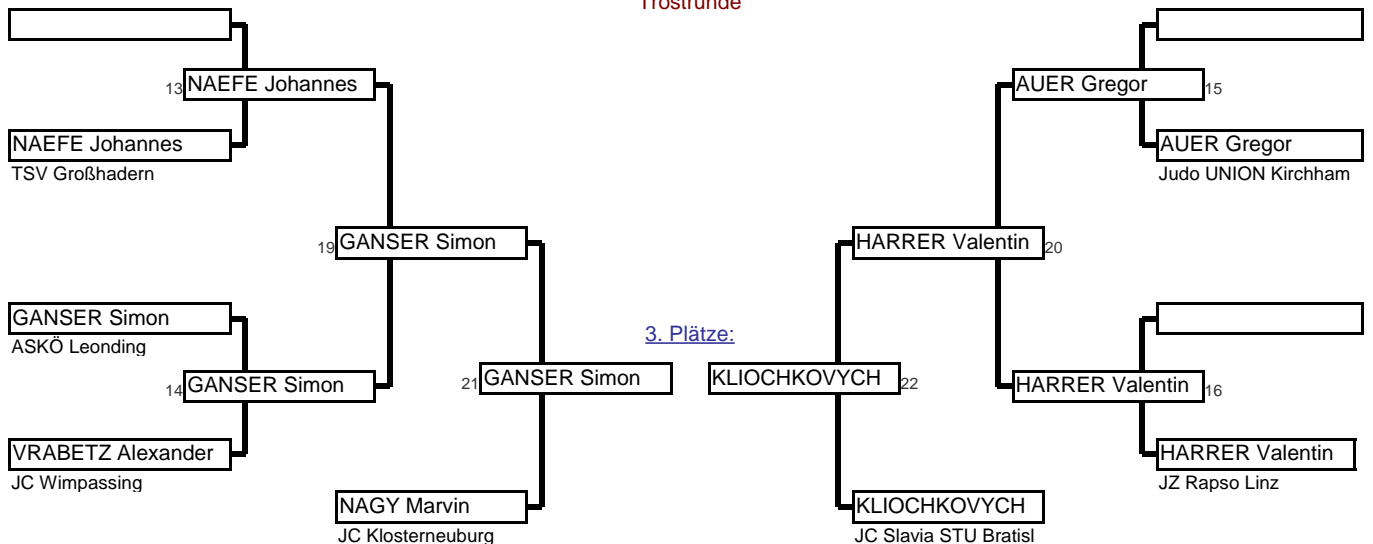 Trostrunde
13 NAEFE Johannes
AUER Gregor 15
NAEFE Johannes
TSV Großhadern
AUER Gregor
Judo UNION Kirchham
19 GANSER Simon
HARRER Valentin 20
GANSER Simon
ASKÖ Leonding
3. Plätze:
14 GANSER Simon
21 GANSER Simon
KLIOCHKOVYCH 22
HARRER Valentin 16
VRABETZ Alexander
JC Wimpassing
HARRER Valentin
JZ Rapso Linz
NAGY Marvin
JC Klosterneuburg
KLIOCHKOVYCH
JC Slavia STU Bratisl